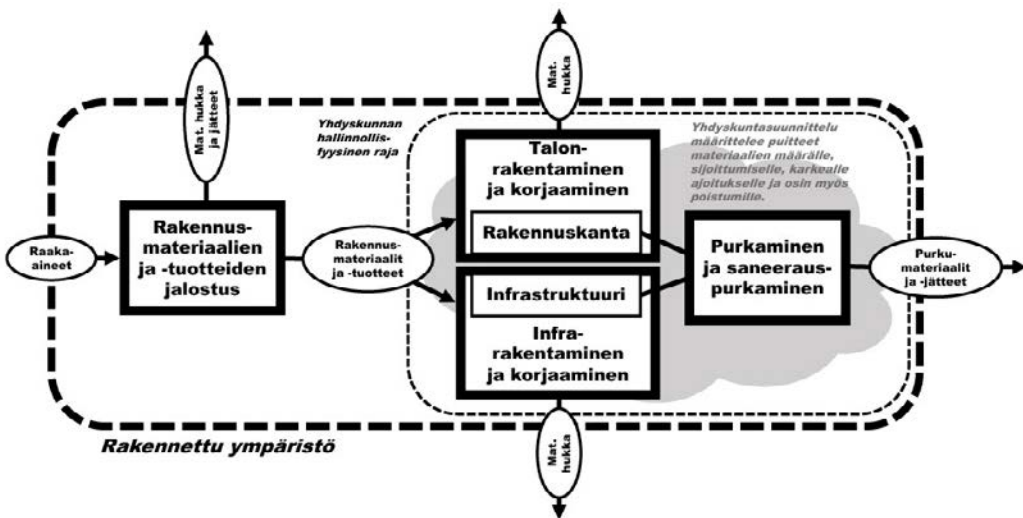 Mat. hukka
ja jätteet
Mat.
hukka
Yhdyskunnan
hallinnollis-
fyysinen raja
Talon-
rakentaminen
ja korjaaminen
Rakennuskanta
Yhdyskuntasuunnittelu
määrittelee puitteet
materiaalien määrälle,
sijoittumiselle, karkealle
ajoitukselle ja osin myös
poistumille.
Raaka-
aineet
Rakennus-
materiaalien
ja -tuotteiden
jalostus
Rakennus-
materiaalit
ja -tuotteet
Purkaminen
ja saneeraus-
purkaminen
Purku-
materiaalit
ja -jätteet
Infrastruktuuri
Infra-
rakentaminen
ja korjaaminen
Rakennettu ympäristö
Mat.
hukka